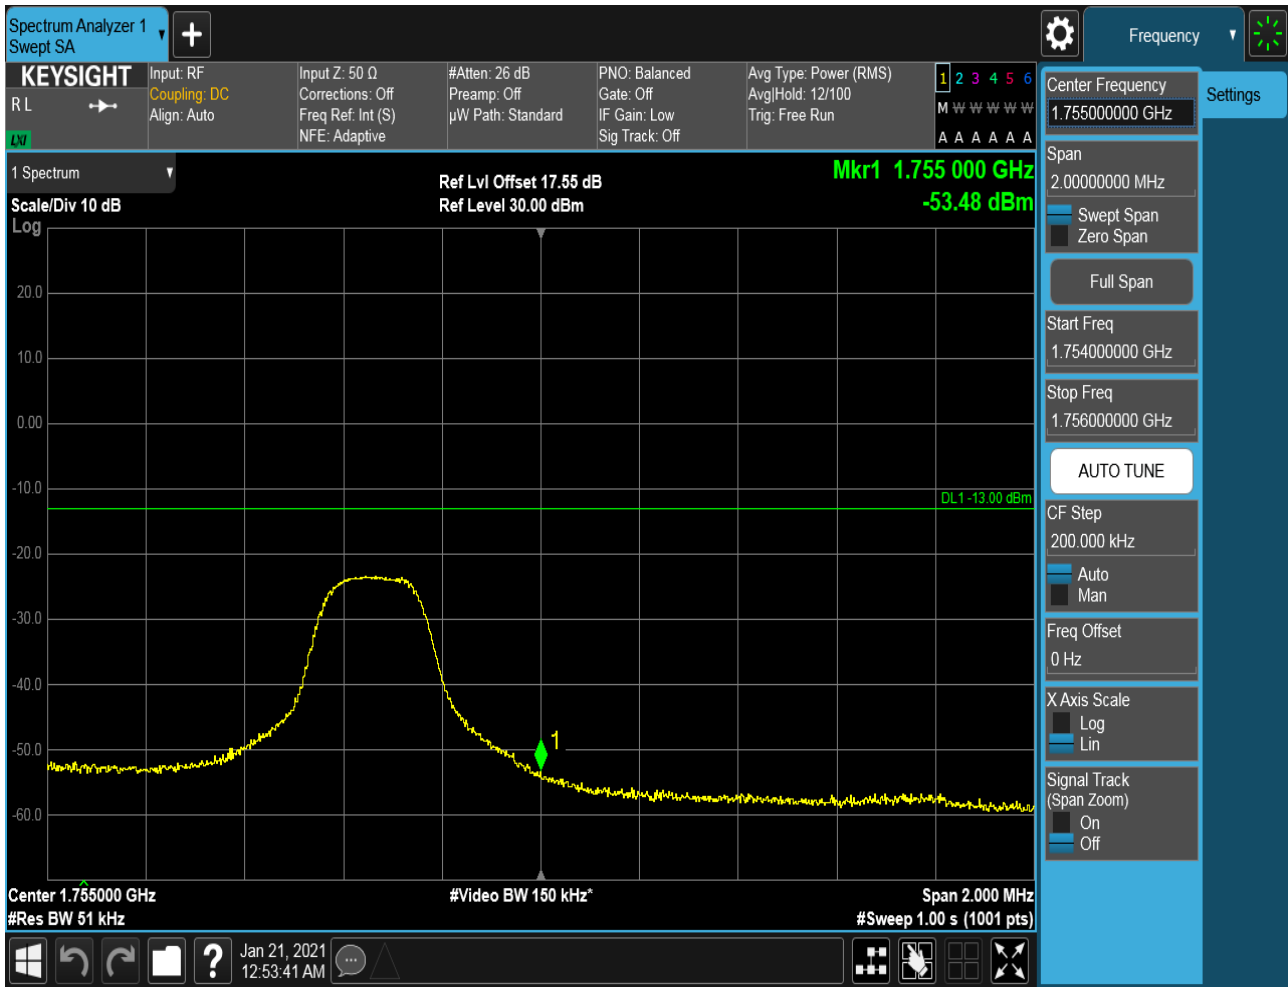 Spectrum Analyzer 1
Swept SA
Frequency
KEYSIGHT
R L
LXI
Input: RF
Coupling: DC
Align: Auto
Input Z: 50 Ω
Corrections: Off
Freq Ref: Int (S)
NFE: Adaptive
#Atten: 26 dB
Preamp: Off
µW Path: Standard
PNO: Balanced
Gate: Off
IF Gain: Low
Sig Track: Off
Avg Type: Power (RMS)
Avg|Hold: 12/100
Trig: Free Run
1 2 3 4 5 6
M W W W W W
A A A A A A
1 Spectrum
Scale/Div 10 dB
Log
Ref Lvl Offset 17.55 dB
Ref Level 30.00 dBm
Mkr1 1.755 000 GHz
-53.48 dBm
20.0
10.0
0.00
-10.0
-20.0
-30.0
-40.0
-50.0
-60.0
DL1 -13.00 dBm
1
Center 1.755000 GHz
#Res BW 51 kHz
#Video BW 150 kHz*
Span 2.000 MHz
#Sweep 1.00 s (1001 pts)
Center Frequency
1.755000000 GHz
Settings
Span
2.00000000 MHz
Swept Span
Zero Span
Full Span
Start Freq
1.754000000 GHz
Stop Freq
1.756000000 GHz
AUTO TUNE
CF Step
200.000 kHz
Auto
Man
Freq Offset
0 Hz
X Axis Scale
Log
Lin
Signal Track
(Span Zoom)
On
Off
?
Jan 21, 2021
12:53:41 AM